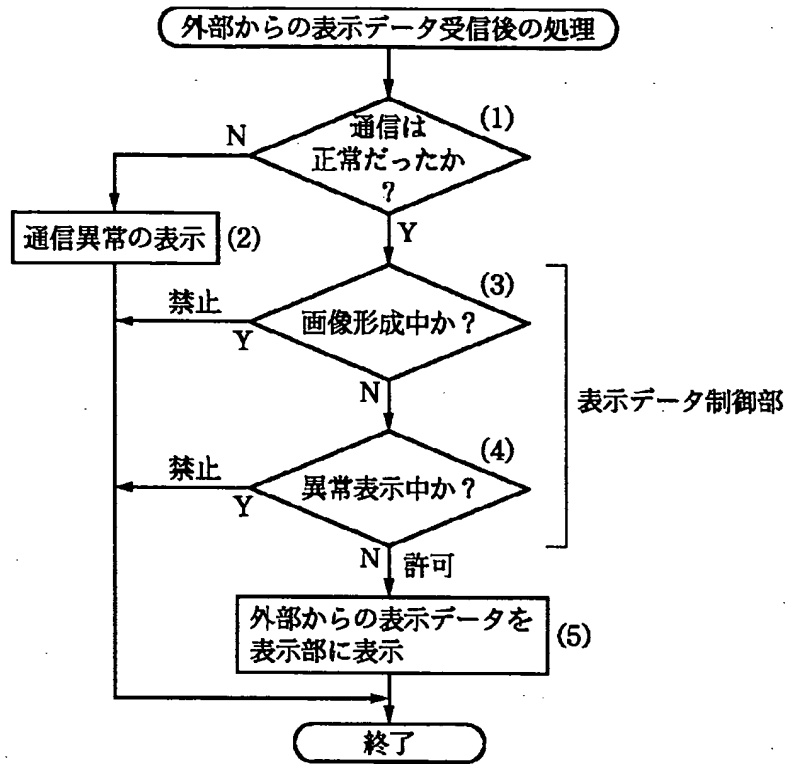 外部からの表示データ受信後の処理
(1)
通信は
正常だったか
?
N
Y
通信異常の表示
(2)
(3)
画像形成中か?
禁止
Y
N
表示データ制御部
(4)
異常表示中か?
禁止
Y
N
許可
外部からの表示データを
表示部に表示
(5)
終了